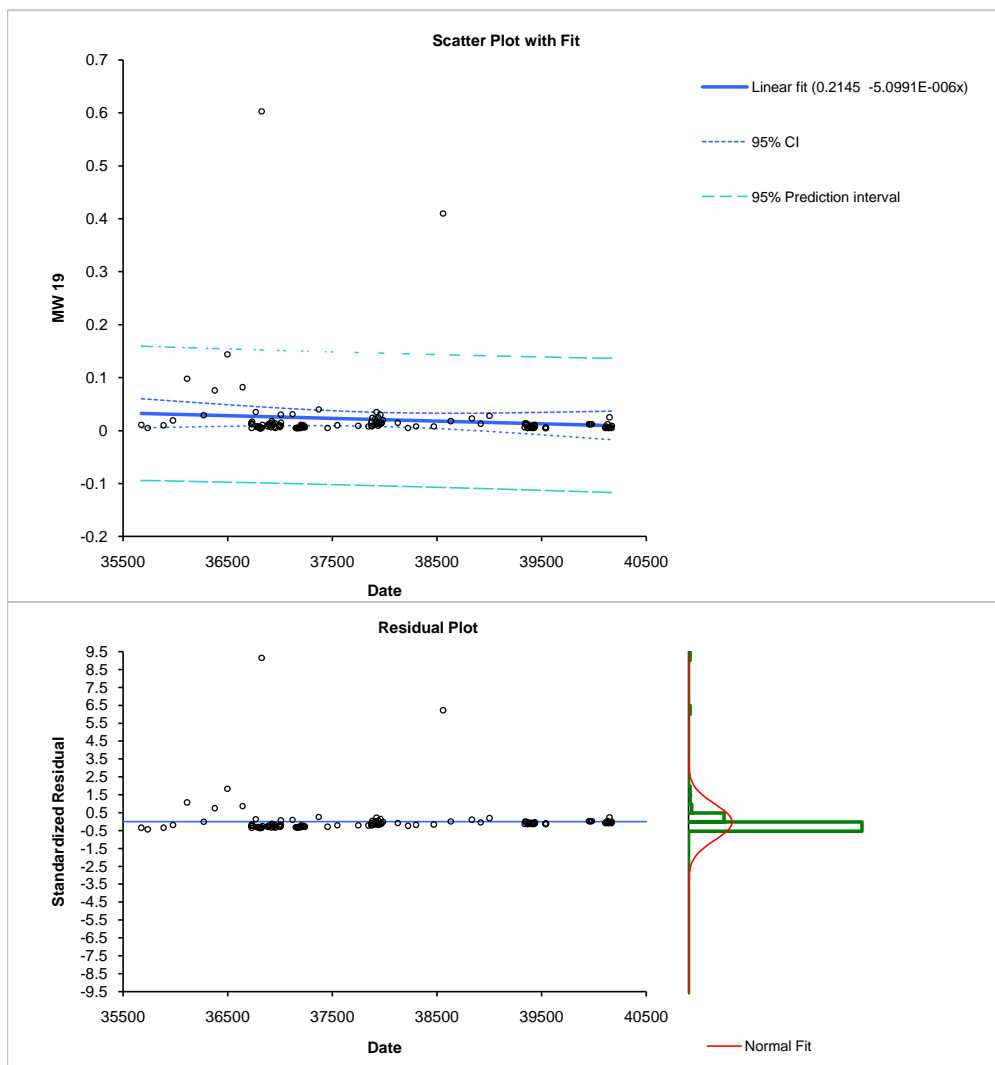 Scatter Plot with Fit
0.7
0.6
0.5
0.4
0.3
0.2
0.1
0
-0.1
-0.2
MW 19
35500 36500 37500 38500 39500 40500
Date
Linear fit (0.2145 -5.0991E-006x)
95% CI
95% Prediction interval
Residual Plot
9.5
8.5
7.5
6.5
5.5
4.5
3.5
2.5
1.5
0.5
-0.5
-1.5
-2.5
-3.5
-4.5
-5.5
-6.5
-7.5
-8.5
-9.5
Standardized Residual
35500 36500 37500 38500 39500 40500
Date
Normal Fit